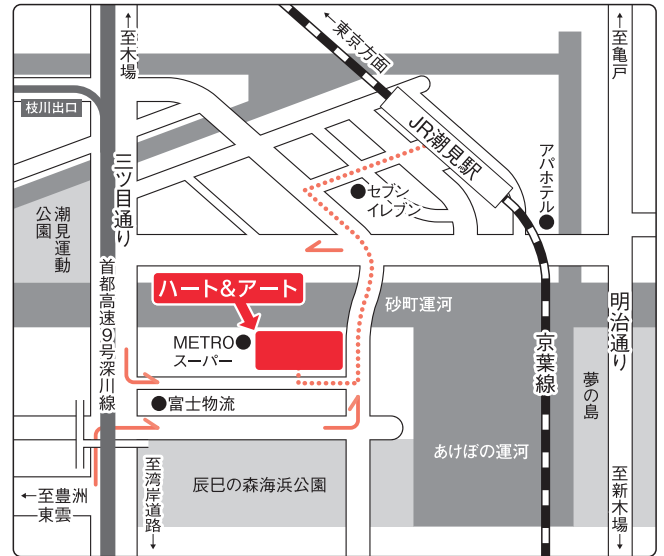 ←至木場
←東京方面
←至亀戸
枝川出口
JR潮見駅
アパホテル
三ツ目通り
セブン
イレブン
潮見運動
公園
首都高速9号深川線
ハート&アート
砂町運河
明治通り
METRO
スーパー
京葉線
夢の島
富士物流
あけぼの運河
至湾岸道路→
辰巳の森海浜公園
至新木場→
←至豊洲
東雲